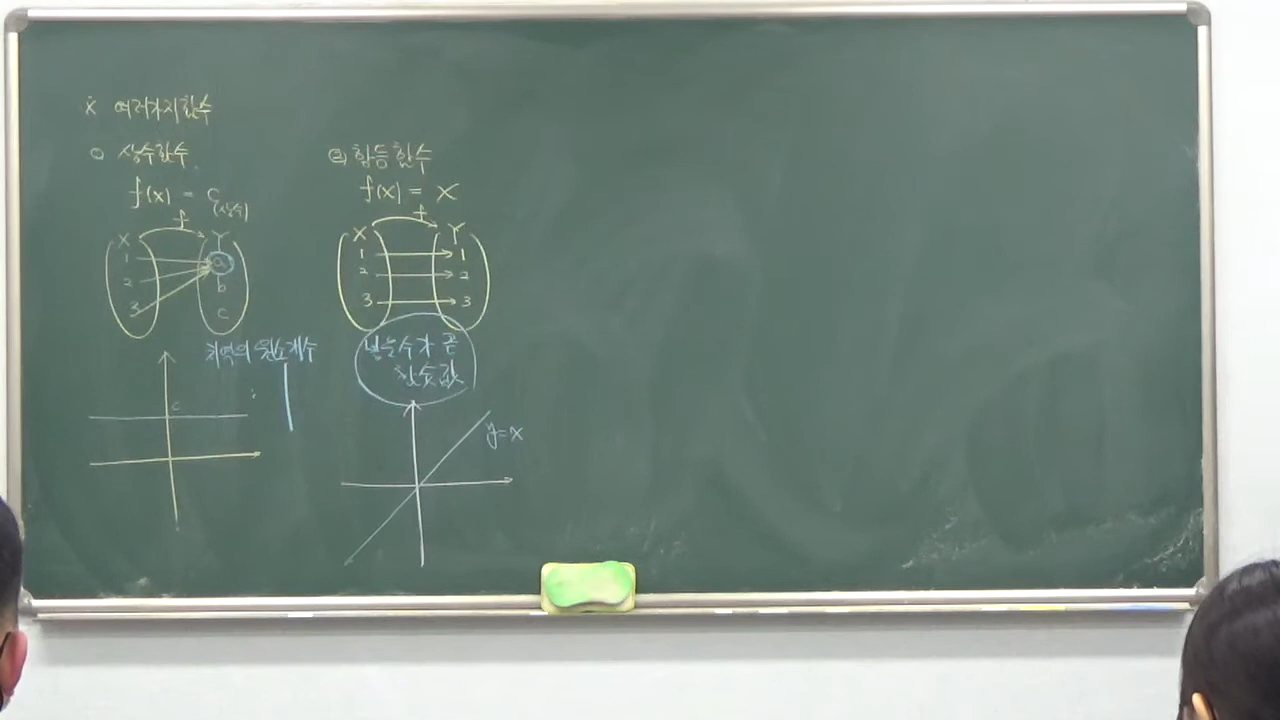 ※ 여러가지 함수
① 상수함수
f(x) = c
(상수)
f
X
Y
1
2
3
a
b
c
치역의 원소개수
1
c
② 항등함수
f(x) = x
f
X
Y
1
2
3
1
2
3
넣는수가 곧
함숫값
y=x